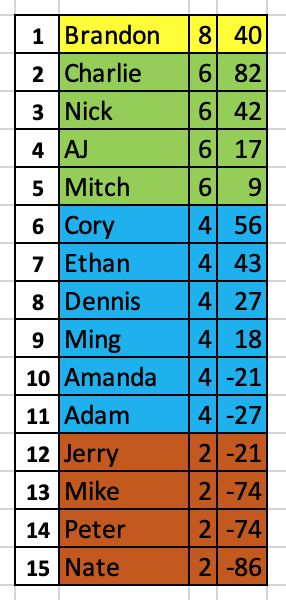 1 Brandon 8 40
2 Charlie 6 82
3 Nick 6 42
4 AJ 6 17
5 Mitch 6 9
6 Cory 4 56
7 Ethan 4 43
8 Dennis 4 27
9 Ming 4 18
10 Amanda 4 -21
11 Adam 4 -27
12 Jerry 2 -21
13 Mike 2 -74
14 Peter 2 -74
15 Nate 2 -86